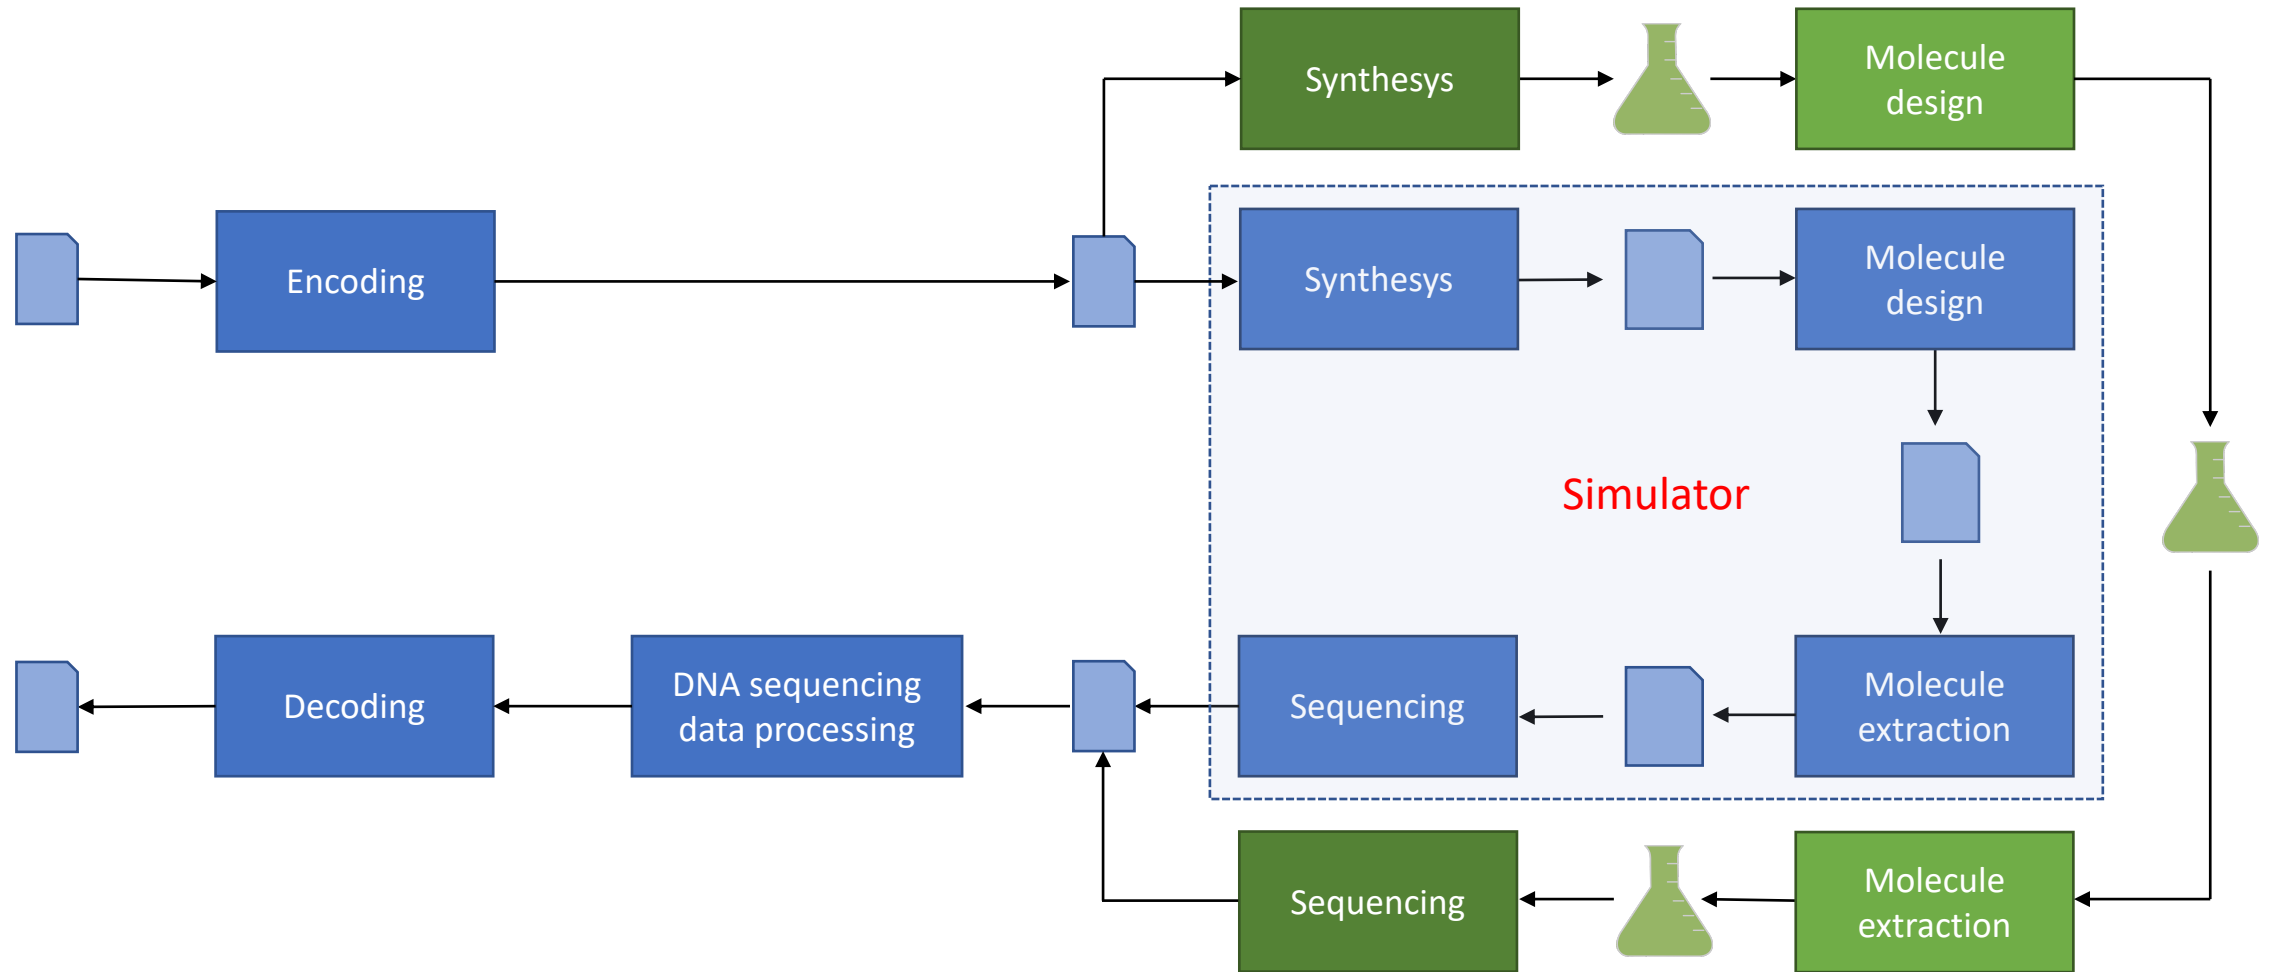 Synthesys
Molecule
design
Encoding
Synthesys
Molecule
design
Simulator
Decoding
DNA sequencing
data processing
Sequencing
Molecule
extraction
Sequencing
Molecule
extraction